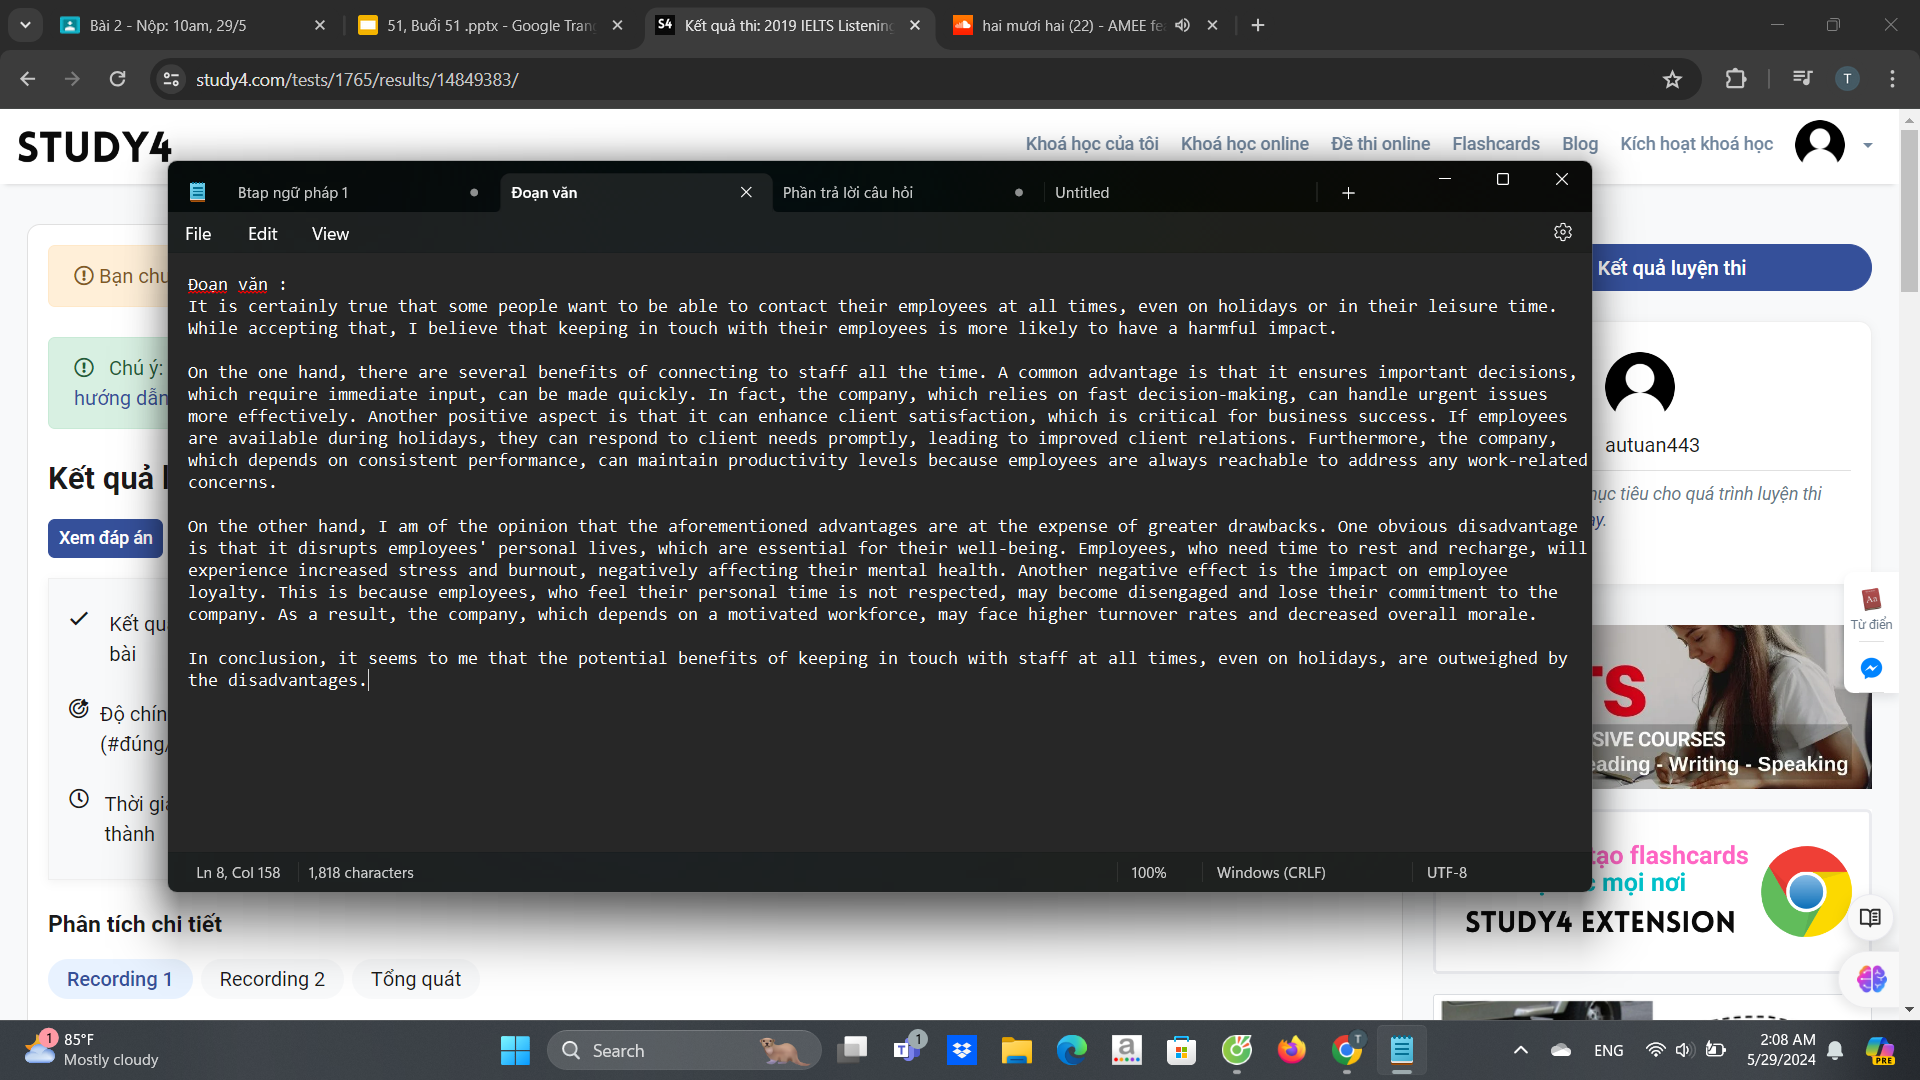 Bài 2 - Nộp: 10am, 29/5
51, Buổi 51 .pptx - Google Tran
Kết quả thi: 2019 IELTS Listening
hai mươi hai (22) - AMEE fe
study4.com/tests/1765/results/14849383/
T
STUDY4
Khoá học của tôi
Khoá học online
Đề thi online
Flashcards
Blog
Kích hoạt khoá học
Btap ngữ pháp 1
Đoạn văn
Phần trả lời câu hỏi
Untitled
File
Edit
View
Đoạn văn :
It is certainly true that some people want to be able to contact their employees at all times, even on holidays or in their leisure time.
While accepting that, I believe that keeping in touch with their employees is more likely to have a harmful impact.
On the one hand, there are several benefits of connecting to staff all the time. A common advantage is that it ensures important decisions,
which require immediate input, can be made quickly. In fact, the company, which relies on fast decision-making, can handle urgent issues
more effectively. Another positive aspect is that it can enhance client satisfaction, which is critical for business success. If employees
are available during holidays, they can respond to client needs promptly, leading to improved client relations. Furthermore, the company,
which depends on consistent performance, can maintain productivity levels because employees are always reachable to address any work-related
concerns.
On the other hand, I am of the opinion that the aforementioned advantages are at the expense of greater drawbacks. One obvious disadvantage
is that it disrupts employees' personal lives, which are essential for their well-being. Employees, who need time to rest and recharge, will
experience increased stress and burnout, negatively affecting their mental health. Another negative effect is the impact on employee
loyalty. This is because employees, who feel their personal time is not respected, may become disengaged and lose their commitment to the
company. As a result, the company, which depends on a motivated workforce, may face higher turnover rates and decreased overall morale.
In conclusion, it seems to me that the potential benefits of keeping in touch with staff at all times, even on holidays, are outweighed by
the disadvantages.
Ln 8, Col 158
1,818 characters
100%
Windows (CRLF)
UTF-8
Bạn chu
Chú ý:
hướng dẫn
Kết quả
Xem đáp án
Kết qu
bài
Độ chín
(#đúng/
Thời gi
thành
Phân tích chi tiết
Recording 1
Recording 2
Tổng quát
Kết quả luyện thi
autuan443
mục tiêu cho quá trình luyện thi
ay.
Aa
Từ điển
TS
SIVE COURSES
eading - Writing - Speaking
tạo flashcards
mọi nơi
STUDY4 EXTENSION
1
85°F
Mostly cloudy
Search
T
1
a
T
ENG
2:08 AM
5/29/2024
PRE